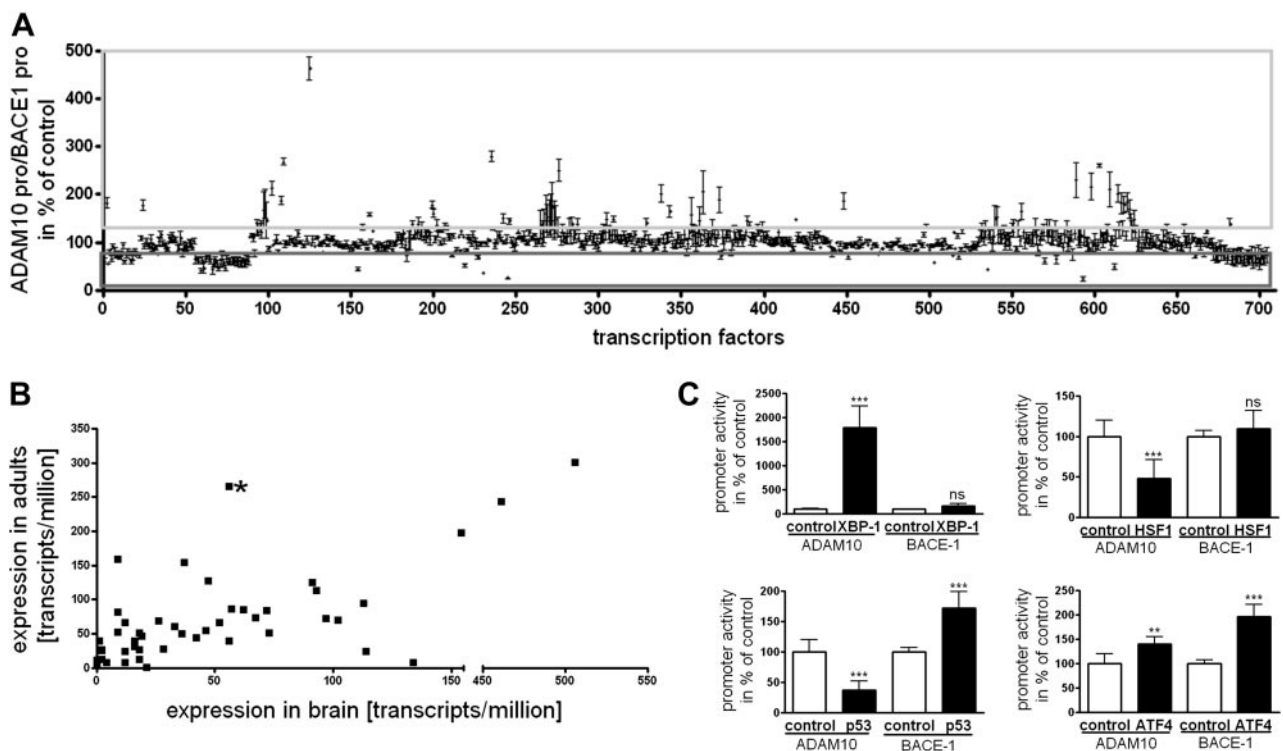 A
ADAM10 pro/BACE1 pro
in % of control
500
400
300
200
100
0
0 50 100 150 200 250 300 350 400 450 500 550 600 650 700
transcription factors
B
expression in adults
[transcripts/million]
350
300
250
200
150
100
50
0
*
0 50 100 150 450 500 550
expression in brain [transcripts/million]
C
promoter activity
in % of control
2500
2000
1500
1000
500
0
***
ns
control XBP-1 control XBP-1
ADAM10 BACE-1
promoter activity
in % of control
150
100
50
0
***
ns
control HSF1 control HSF1
ADAM10 BACE-1
promoter activity
in % of control
200
150
100
50
0
***
***
control p53 control p53
ADAM10 BACE-1
promoter activity
in % of control
250
200
150
100
50
0
**
***
control ATF4 control ATF4
ADAM10 BACE-1